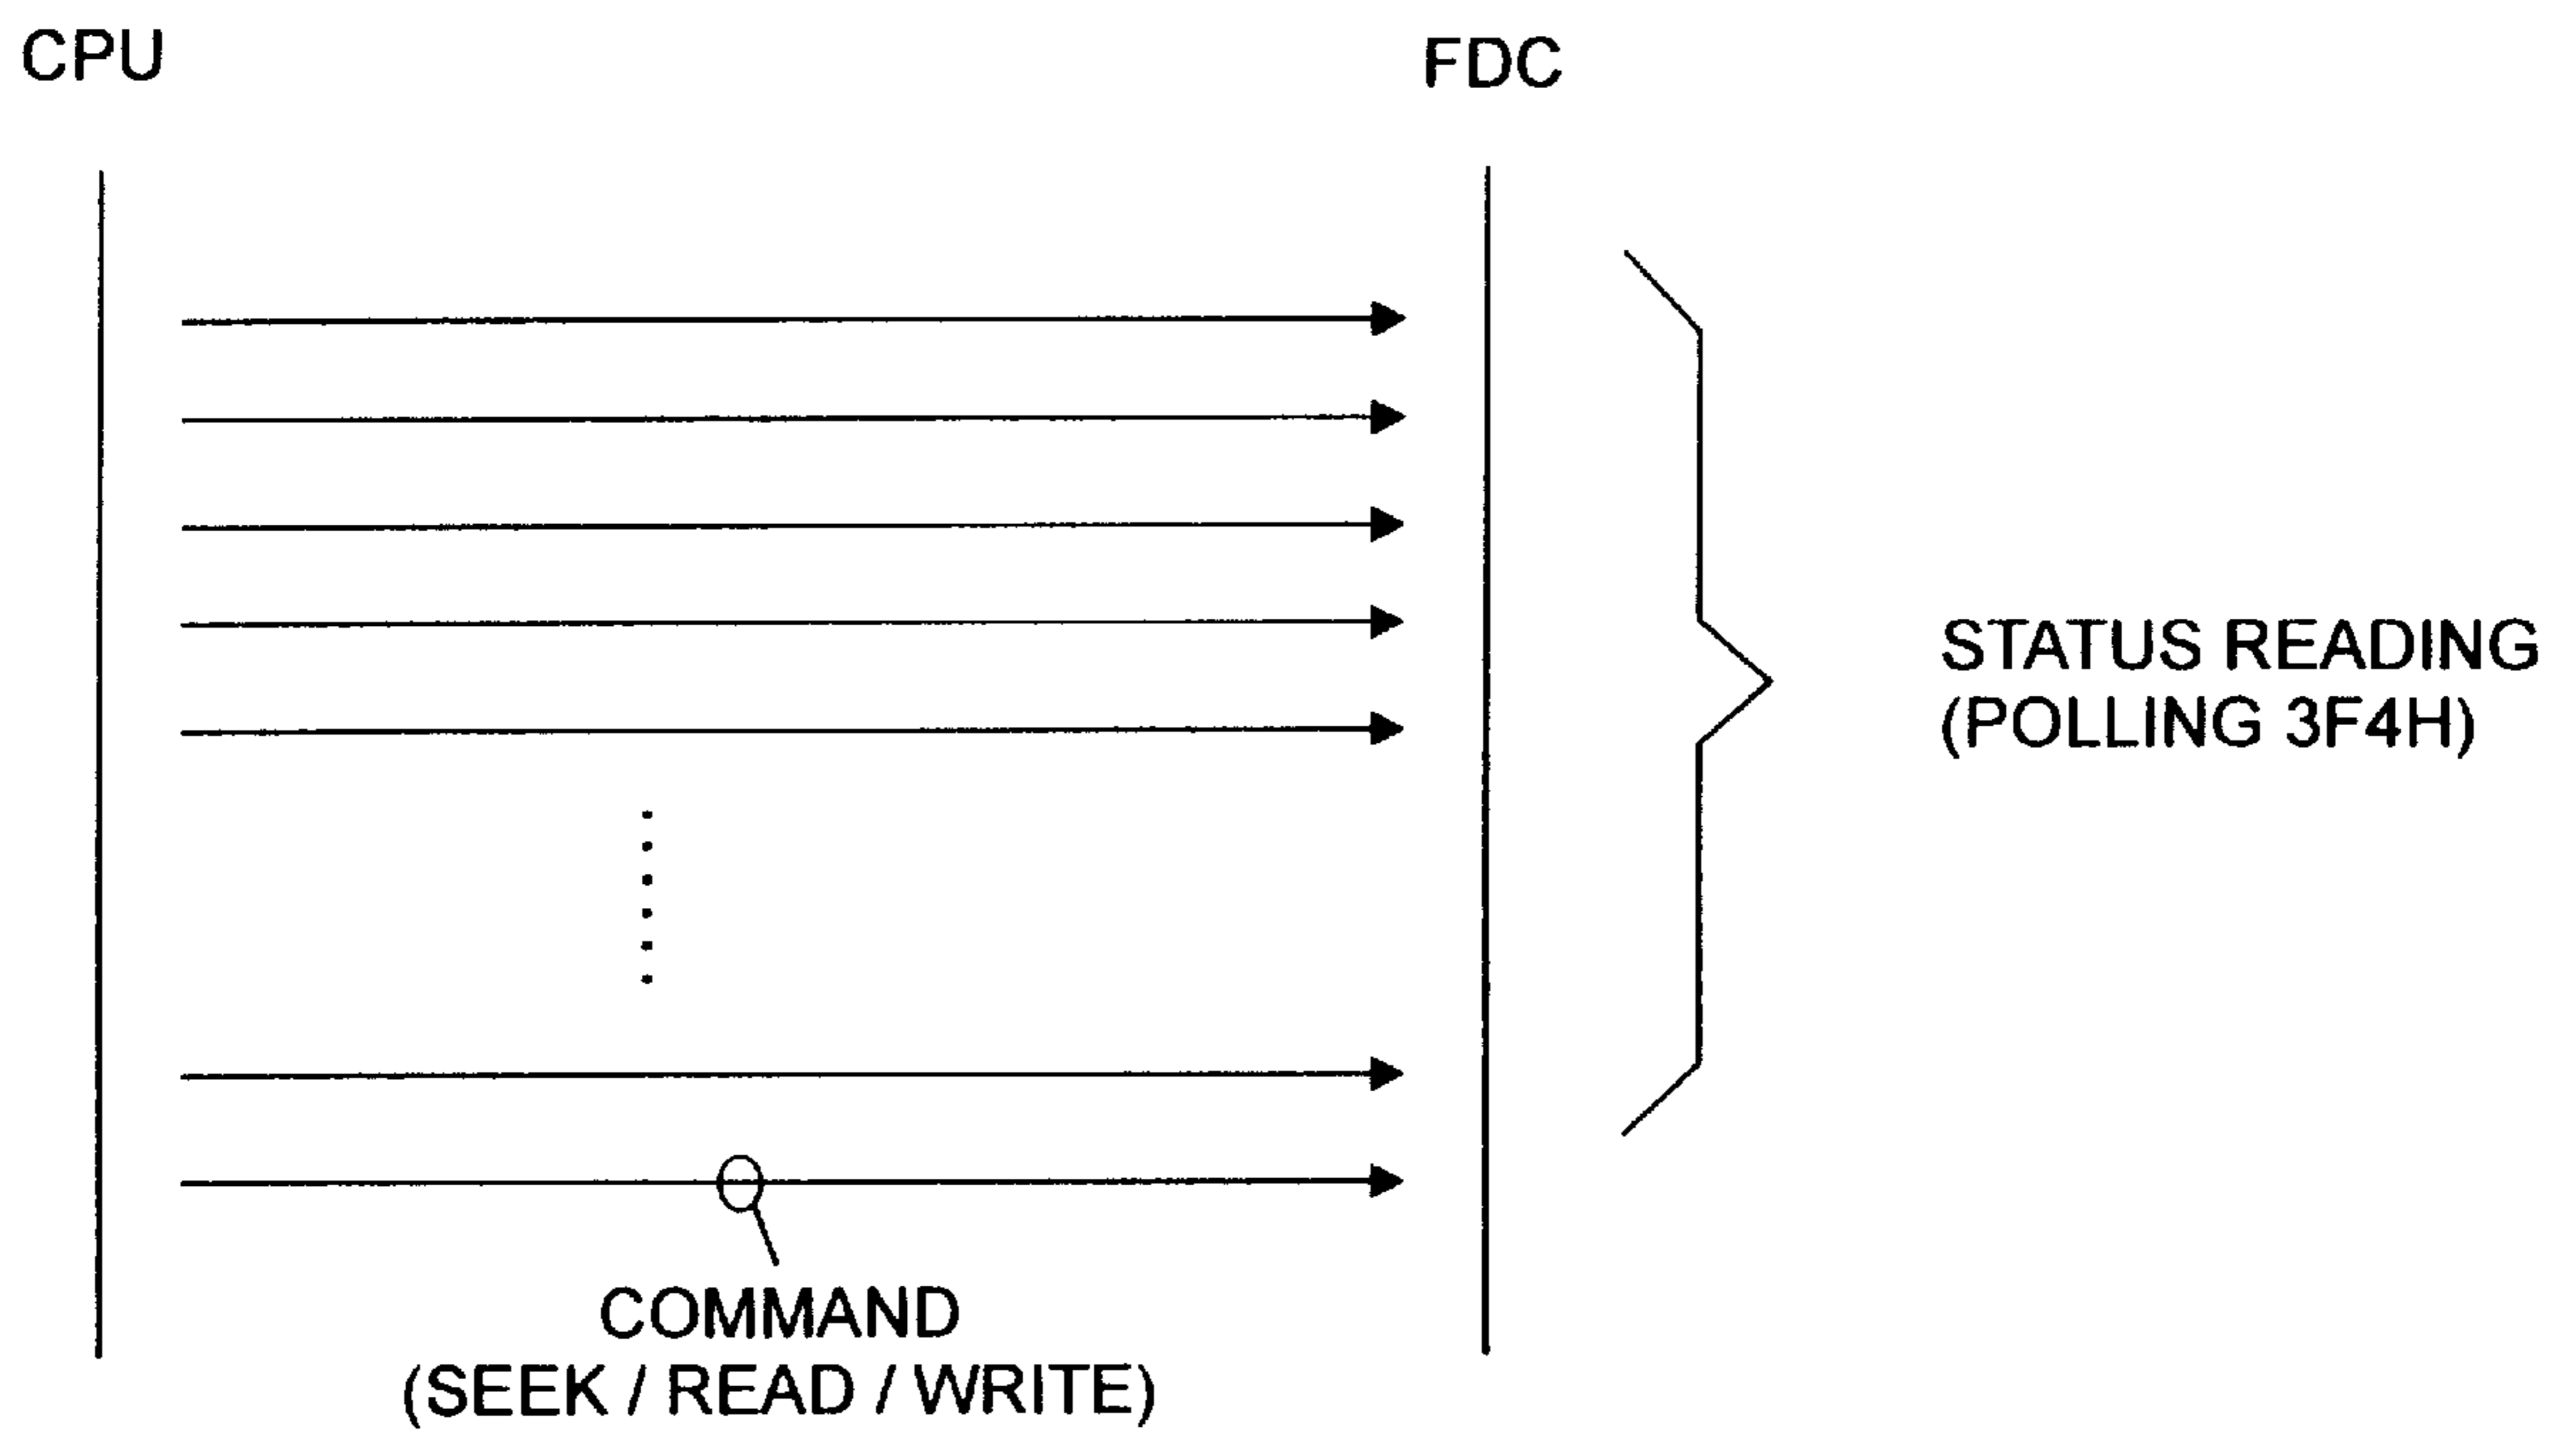 CPU
FDC
STATUS READING
(POLLING 3F4H)
COMMAND
(SEEK / READ / WRITE)